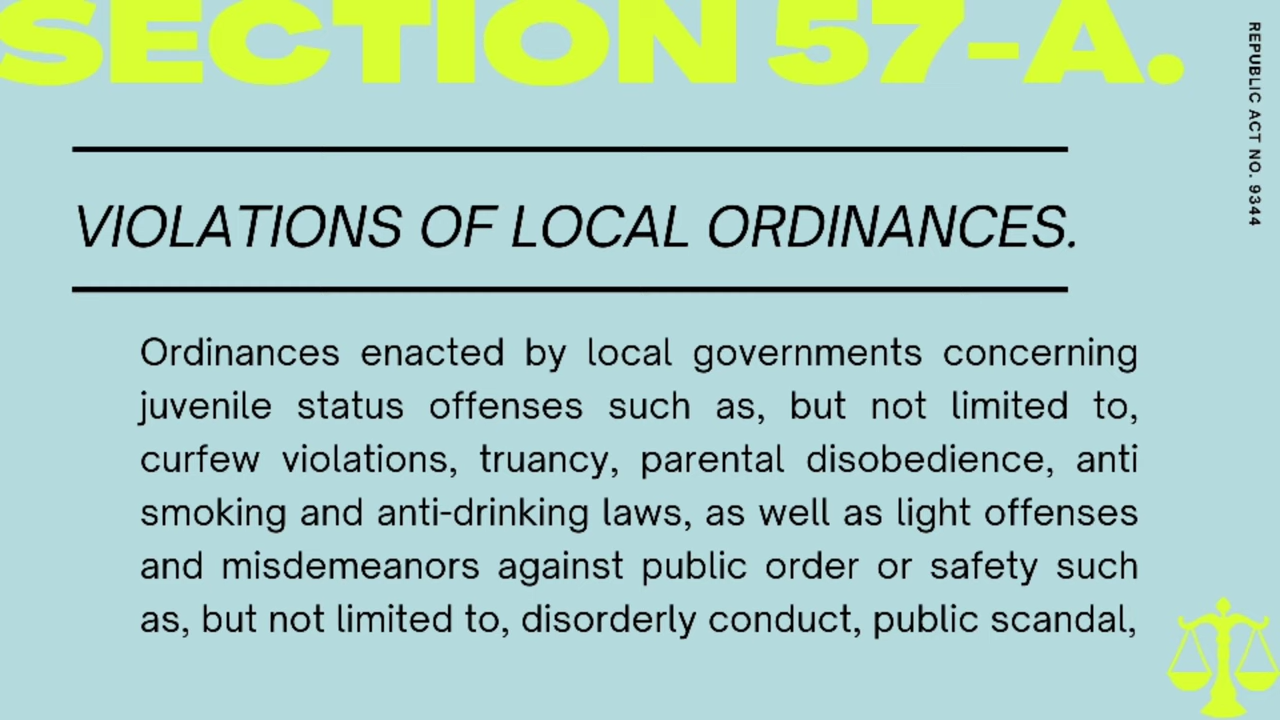 SECTION 57-A.
REPUBLIC ACT NO. 9344
VIOLATIONS OF LOCAL ORDINANCES.
Ordinances enacted by local governments concerning
juvenile status offenses such as, but not limited to,
curfew violations, truancy, parental disobedience, anti
smoking and anti-drinking laws, as well as light offenses
and misdemeanors against public order or safety such
as, but not limited to, disorderly conduct, public scandal,